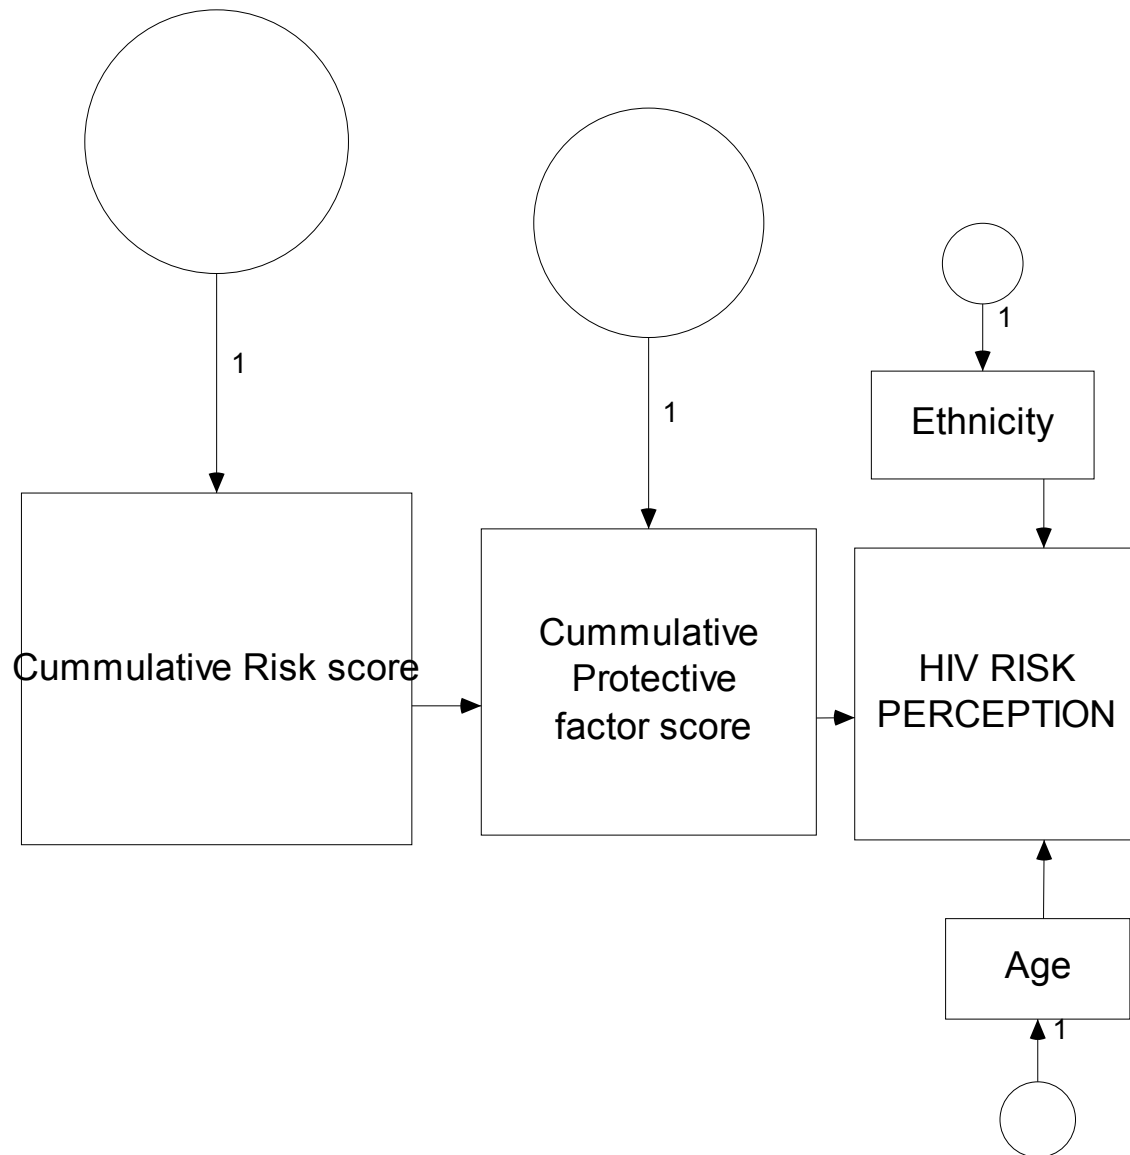 1
1
1
Ethnicity
Cummulative Risk score
Cummulative
Protective
factor score
HIV RISK
PERCEPTION
Age
1